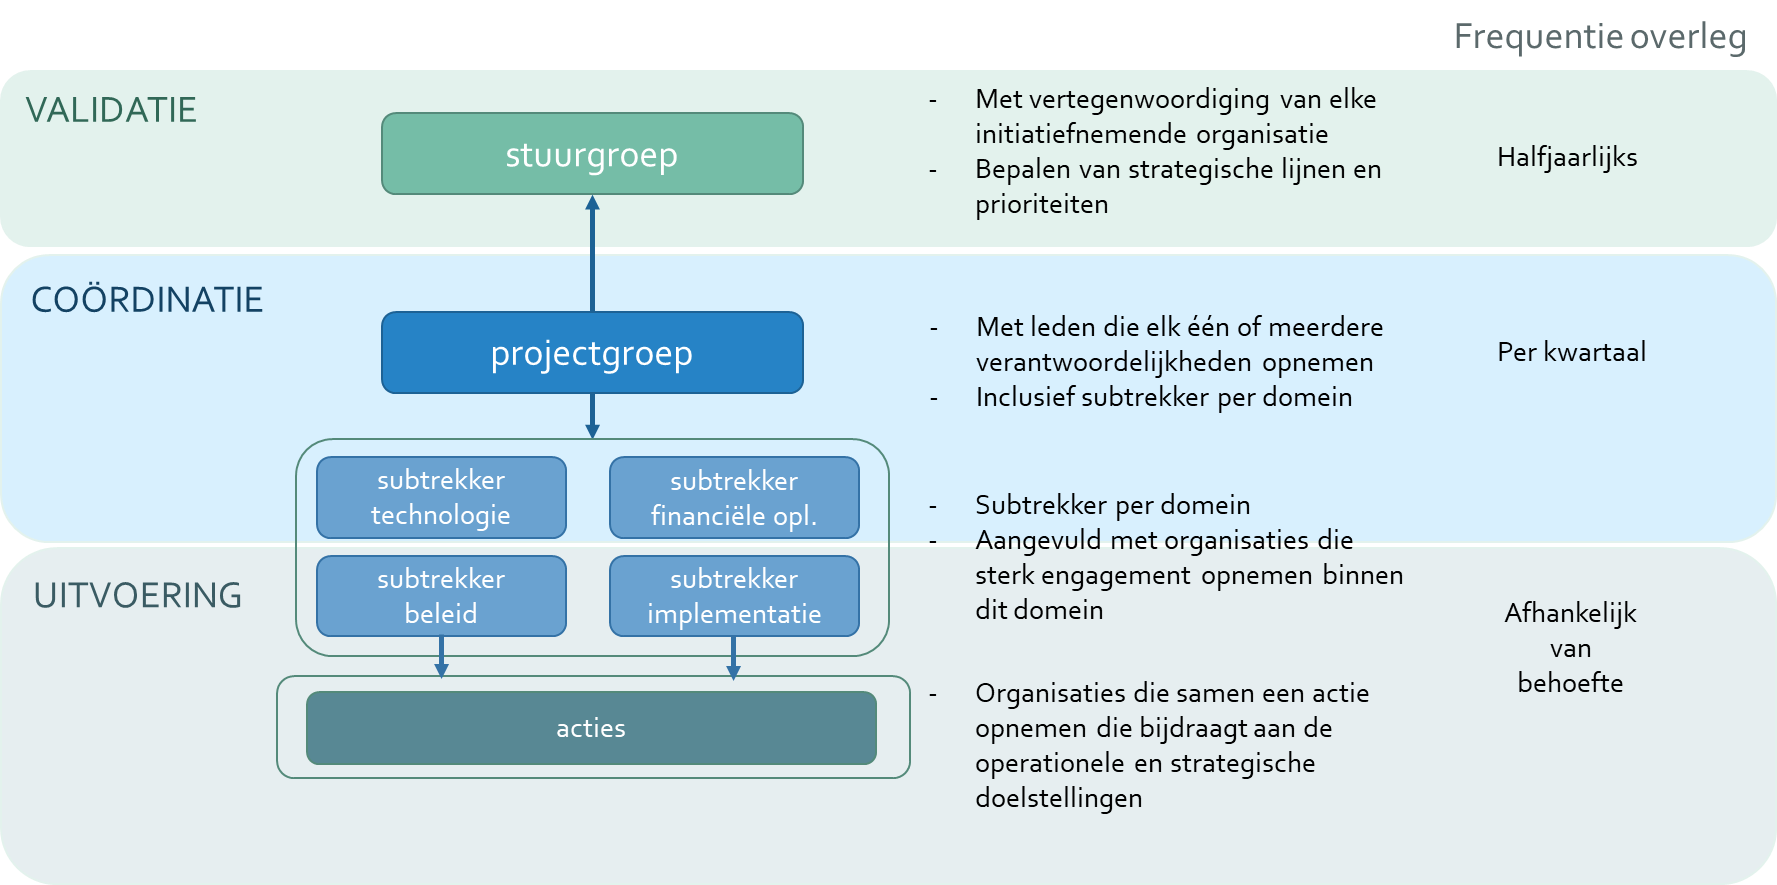 Frequentie overleg
VALIDATIE
stuurgroep
- Met vertegenwoordiging van elke
initiatiefnemende organisatie
- Bepalen van strategische lijnen en
prioriteiten
Halfjaarlijks
COÖRDINATIE
projectgroep
- Met leden die elk één of meerdere
verantwoordelijkheden opnemen
- Inclusief subtrekker per domein
Per kwartaal
subtrekker
technologie
subtrekker
financiële opl.
UITVOERING
subtrekker
beleid
subtrekker
implementatie
- Subtrekker per domein
- Aangevuld met organisaties die
sterk engagement opnemen binnen
dit domein
Afhankelijk
van
behoefte
acties
- Organisaties die samen een actie
opnemen die bijdraagt aan de
operationele en strategische
doelstellingen